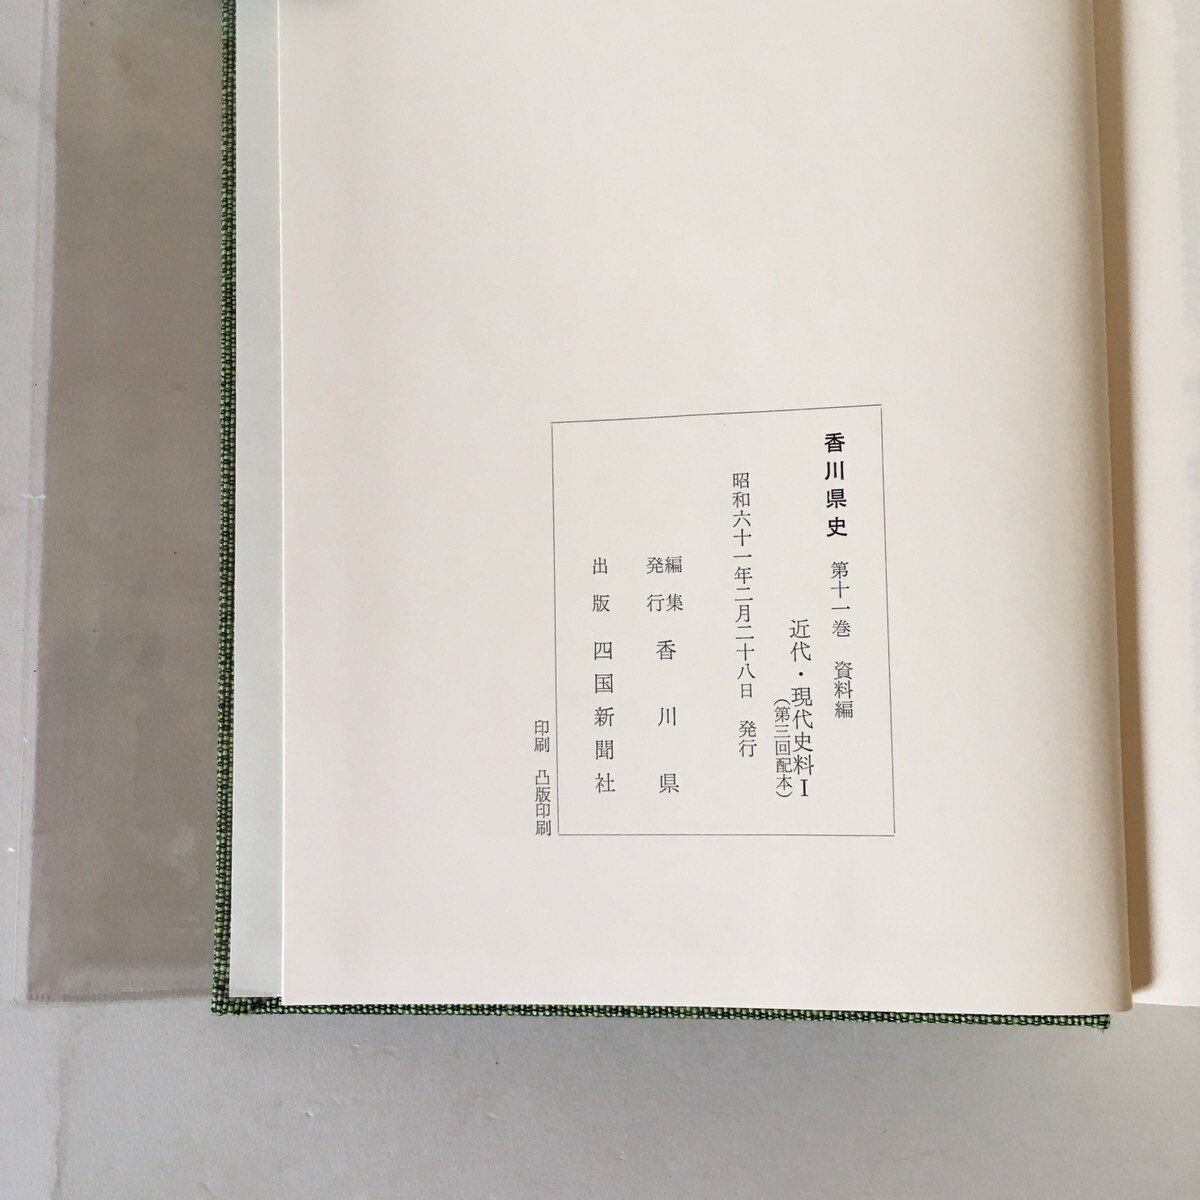 香川県史 第十一巻 資料編
近代・現代史料Ⅰ
(第三回配本)
昭和六十一年二月二十八日 発行
編集
発行 香川県
出版 四国新聞社
印刷 凸版印刷